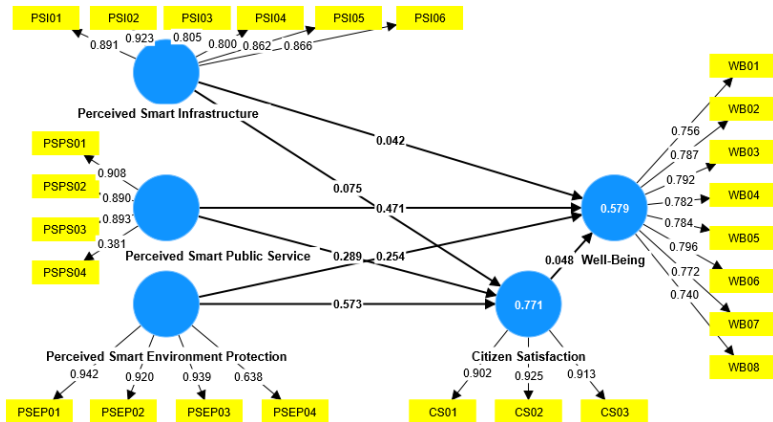 PSI01 PSI02 PSI03 PSI04 PSI05 PSI06
0.891 0.923 0.805 0.800 0.862 0.866
Perceived Smart Infrastructure
WB01
WB02
WB03
WB04
WB05
WB06
WB07
WB08
0.756
0.787
0.792
0.782
0.784
0.796
0.772
0.740
0.042
PSPS01
PSPS02
PSPS03
PSPS04
0.908
0.890
0.893
0.381
0.075
0.471
0.579
Perceived Smart Public Service
0.289
0.254
0.048
Well-Being
0.573
0.771
Perceived Smart Environment Protection
Citizen Satisfaction
0.942 0.920 0.939 0.638
0.902 0.925 0.913
PSEP01 PSEP02 PSEP03 PSEP04
CS01 CS02 CS03